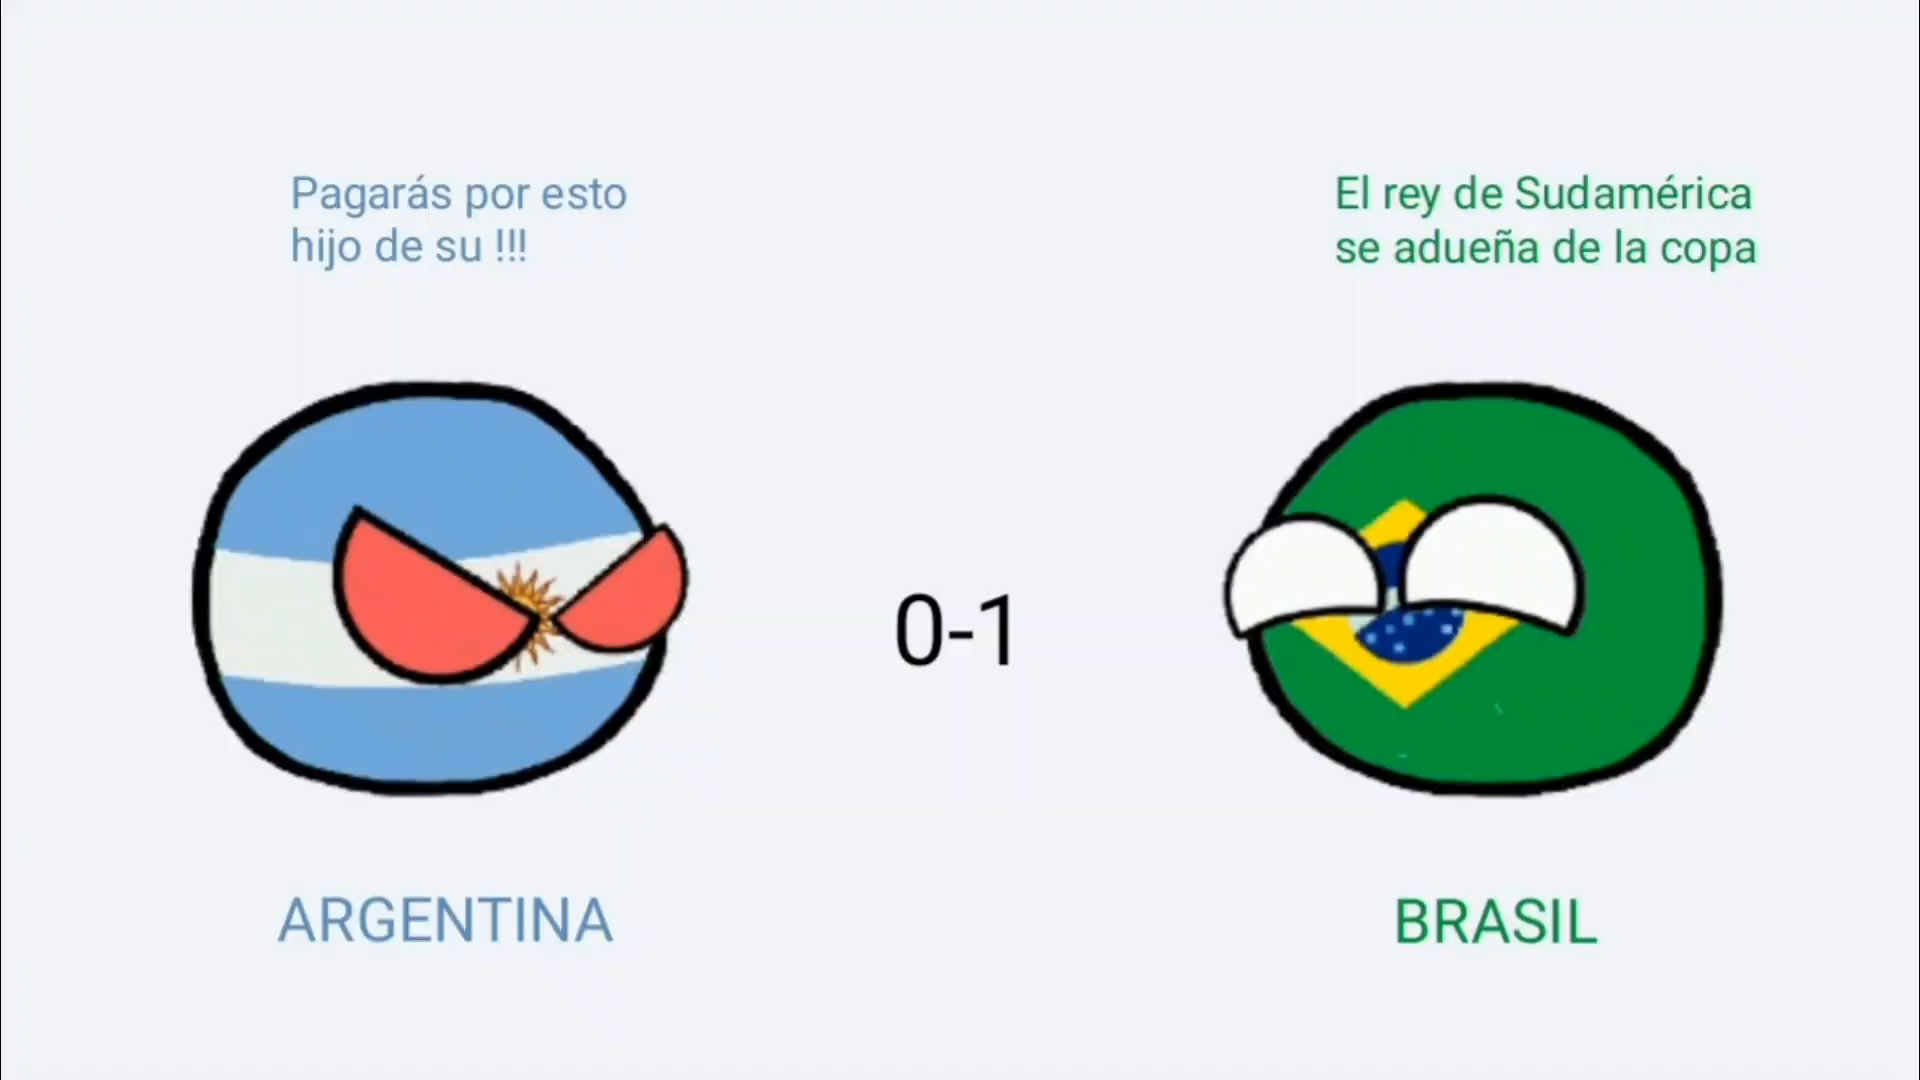 Pagarás por esto
hijo de su !!!
El rey de Sudamérica
se adueña de la copa
0-1
ARGENTINA
BRASIL